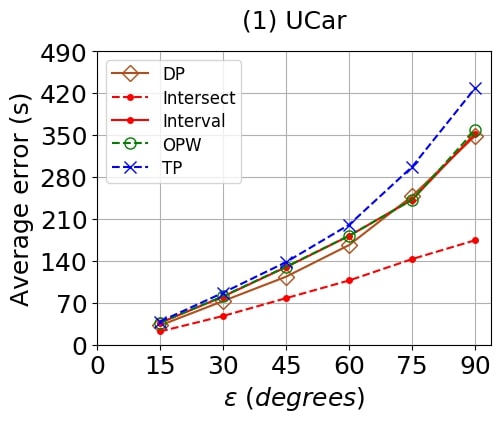 (1) UCar
490
420
350
280
210
140
70
0
Average error (s)
DP
Intersect
Interval
OPW
TP
0 15 30 45 60 75 90
ε (degrees)